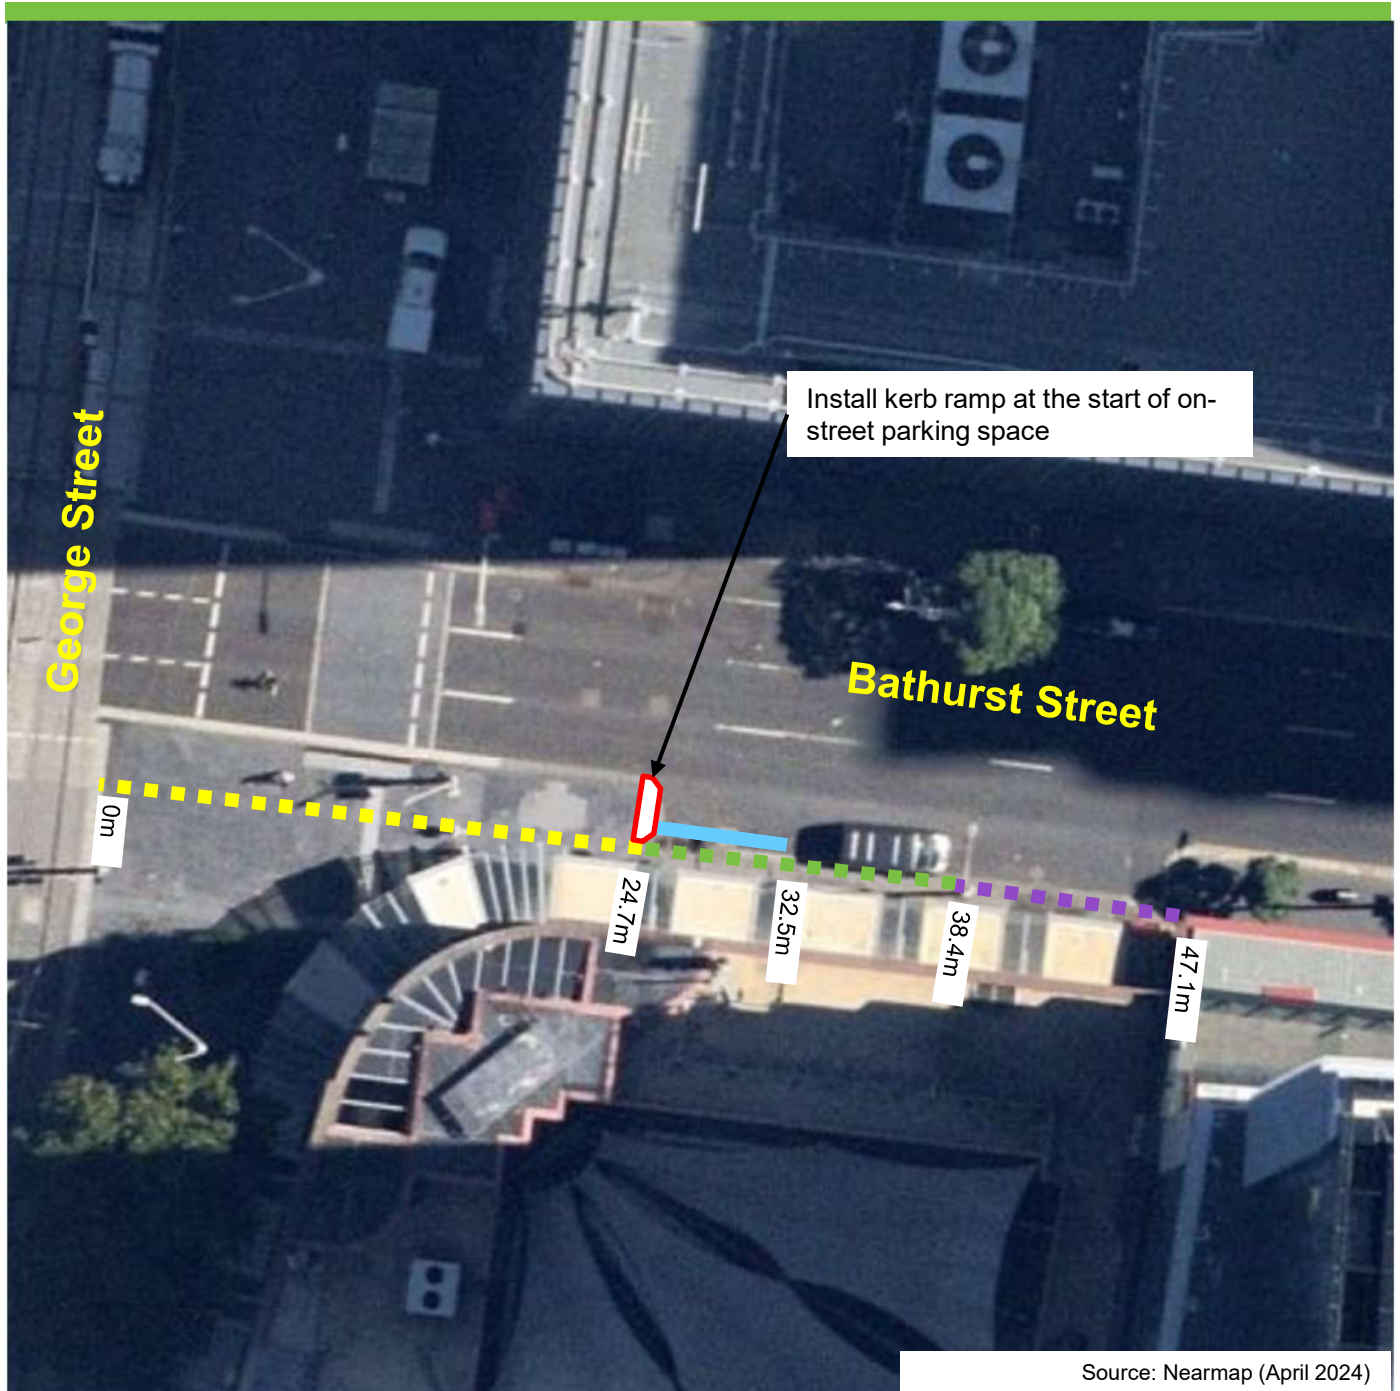 Install kerb ramp at the start of on-
street parking space
George Street
Bathurst Street
0m
24.7m
32.5m
38.4m
47.1m
Source: Nearmap (April 2024)